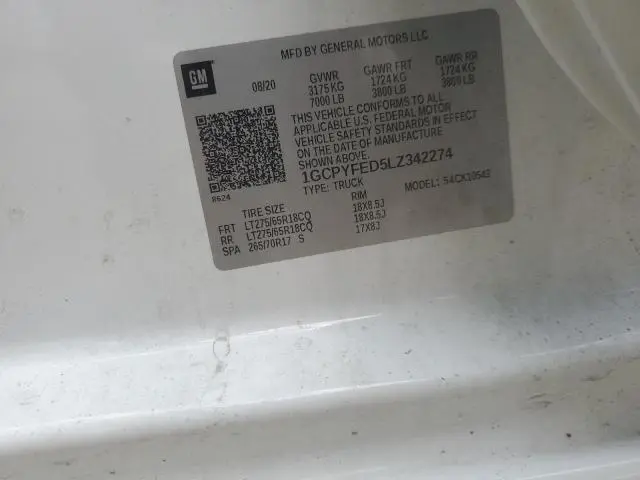 MFD BY GENERAL MOTORS LLC
GM
08/20
GVWR GAWR FRT GAWR RR
3175 KG 1724 KG 1724 KG
7000 LB 3800 LB 3800 LB
THIS VEHICLE CONFORMS TO ALL
APPLICABLE U.S. FEDERAL MOTOR
VEHICLE SAFETY STANDARDS IN EFFECT
ON THE DATE OF MANUFACTURE
SHOWN ABOVE.
1GCPYFED5LZ342274
TYPE: TRUCK MODEL: S4CK10543
8624
TIRE SIZE RIM
FRT LT275/65R18CQ 18X8.5J
RR LT275/65R18CQ 18X8.5J
SPA 265/70R17 S 17X8J